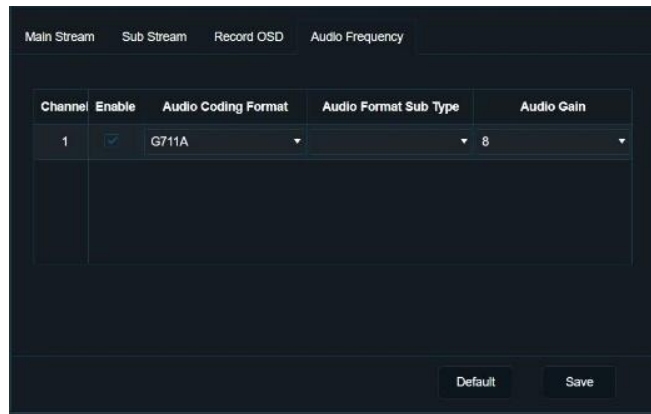 Main Stream Sub Stream Record OSD Audio Frequency
Channel Enable Audio Coding Format Audio Format Sub Type Audio Gain
1 G711A 8
Default Save